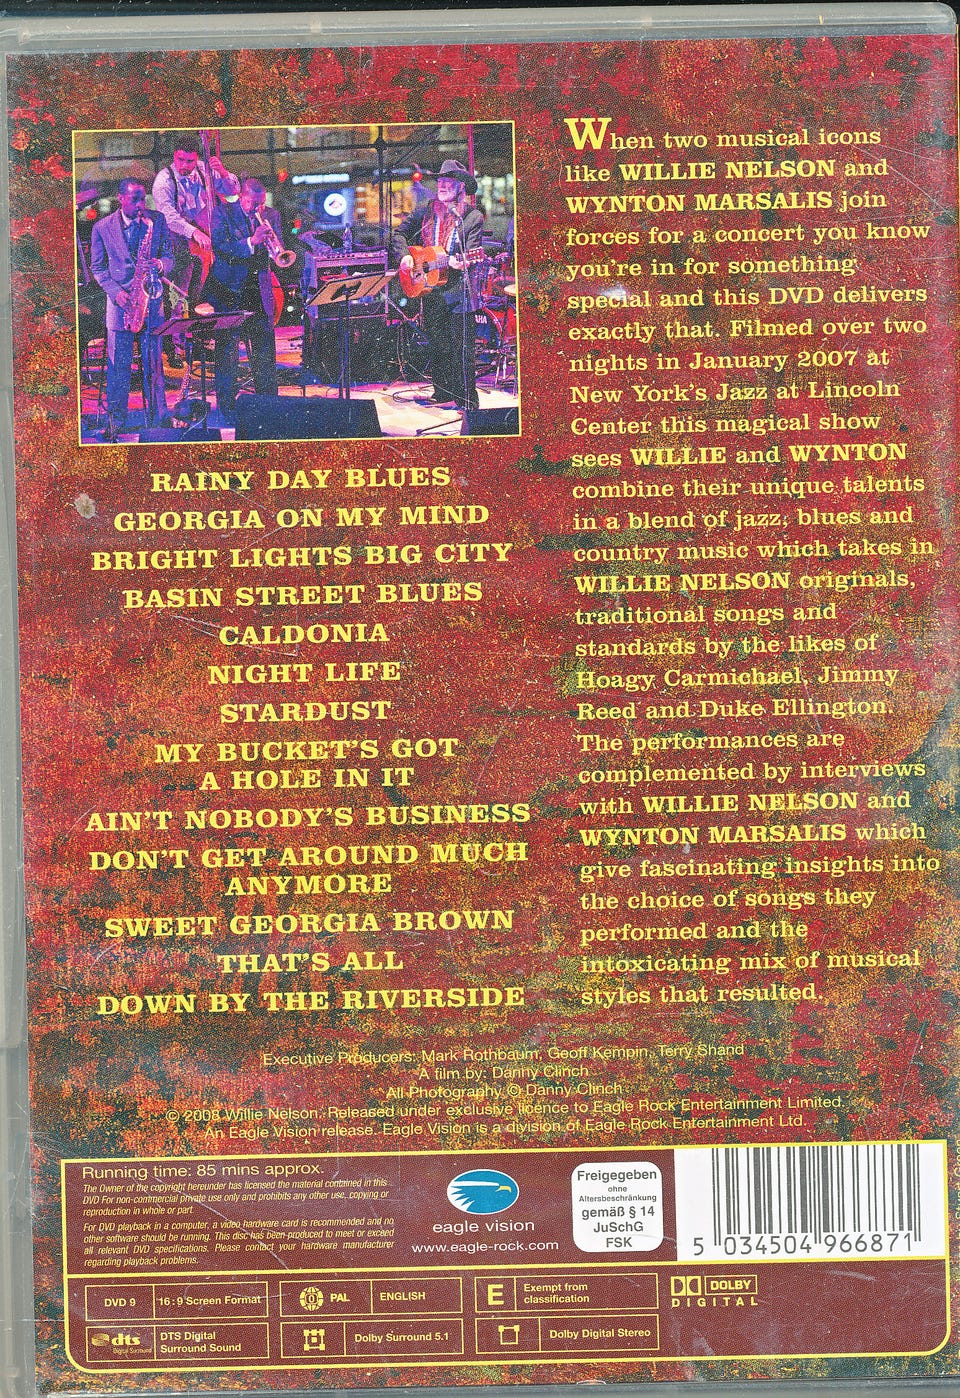 When two musical icons
like WILLIE NELSON and
WYNTON MARSALIS join
forces for a concert you know
you're in for something
special and this DVD delivers
exactly that. Filmed over two
nights in January 2007 at
New York's Jazz at Lincoln
Center this magical show
sees WILLIE and WYNTON
combine their unique talents
in a blend of jazz, blues and
country music which takes in
WILLIE NELSON originals,
traditional songs and
standards by the likes of
Hoagy Carmichael, Jimmy
Reed and Duke Ellington.
The performances are
complemented by interviews
with WILLIE NELSON and
WYNTON MARSALIS which
give fascinating insights into
the choice of songs they
performed and the
intoxicating mix of musical
styles that resulted.
RAINY DAY BLUES
GEORGIA ON MY MIND
BRIGHT LIGHTS BIG CITY
BASIN STREET BLUES
CALDONIA
NIGHT LIFE
STARDUST
MY BUCKET'S GOT
A HOLE IN IT
AIN'T NOBODY'S BUSINESS
DON'T GET AROUND MUCH
ANYMORE
SWEET GEORGIA BROWN
THAT'S ALL
DOWN BY THE RIVERSIDE
Executive Producers: Mark Rothbaum, Geoff Kempin, Terry Shand
A film by: Danny Clinch
All Photography © Danny Clinch
© 2008 Willie Nelson. Released under exclusive licence to Eagle Rock Entertainment Limited.
An Eagle Vision release. Eagle Vision is a division of Eagle Rock Entertainment Ltd.
Running time: 85 mins approx.
The Owner of the copyright hereunder has licensed the material contained in this
DVD For non-commercial private use only and prohibits any other use, copying or
reproduction in whole or part.
For DVD playback in a computer, a video hardware card is recommended and no
other software should be running. This disc has been produced to meet or exceed
all relevant DVD specifications. Please contact your hardware manufacturer
regarding playback problems.
eagle vision
www.eagle-rock.com
Freigegeben
ohne
Altersbeschränkung
gemäß § 14
JuSchG
FSK
5 034504 966871
DVD 9
16:9 Screen Format
0
PAL
ENGLISH
E
Exempt from
classification
DOLBY
DIGITAL
dts
Digital Surround
DTS Digital
Surround Sound
Dolby Surround 5.1
Dolby Digital Stereo